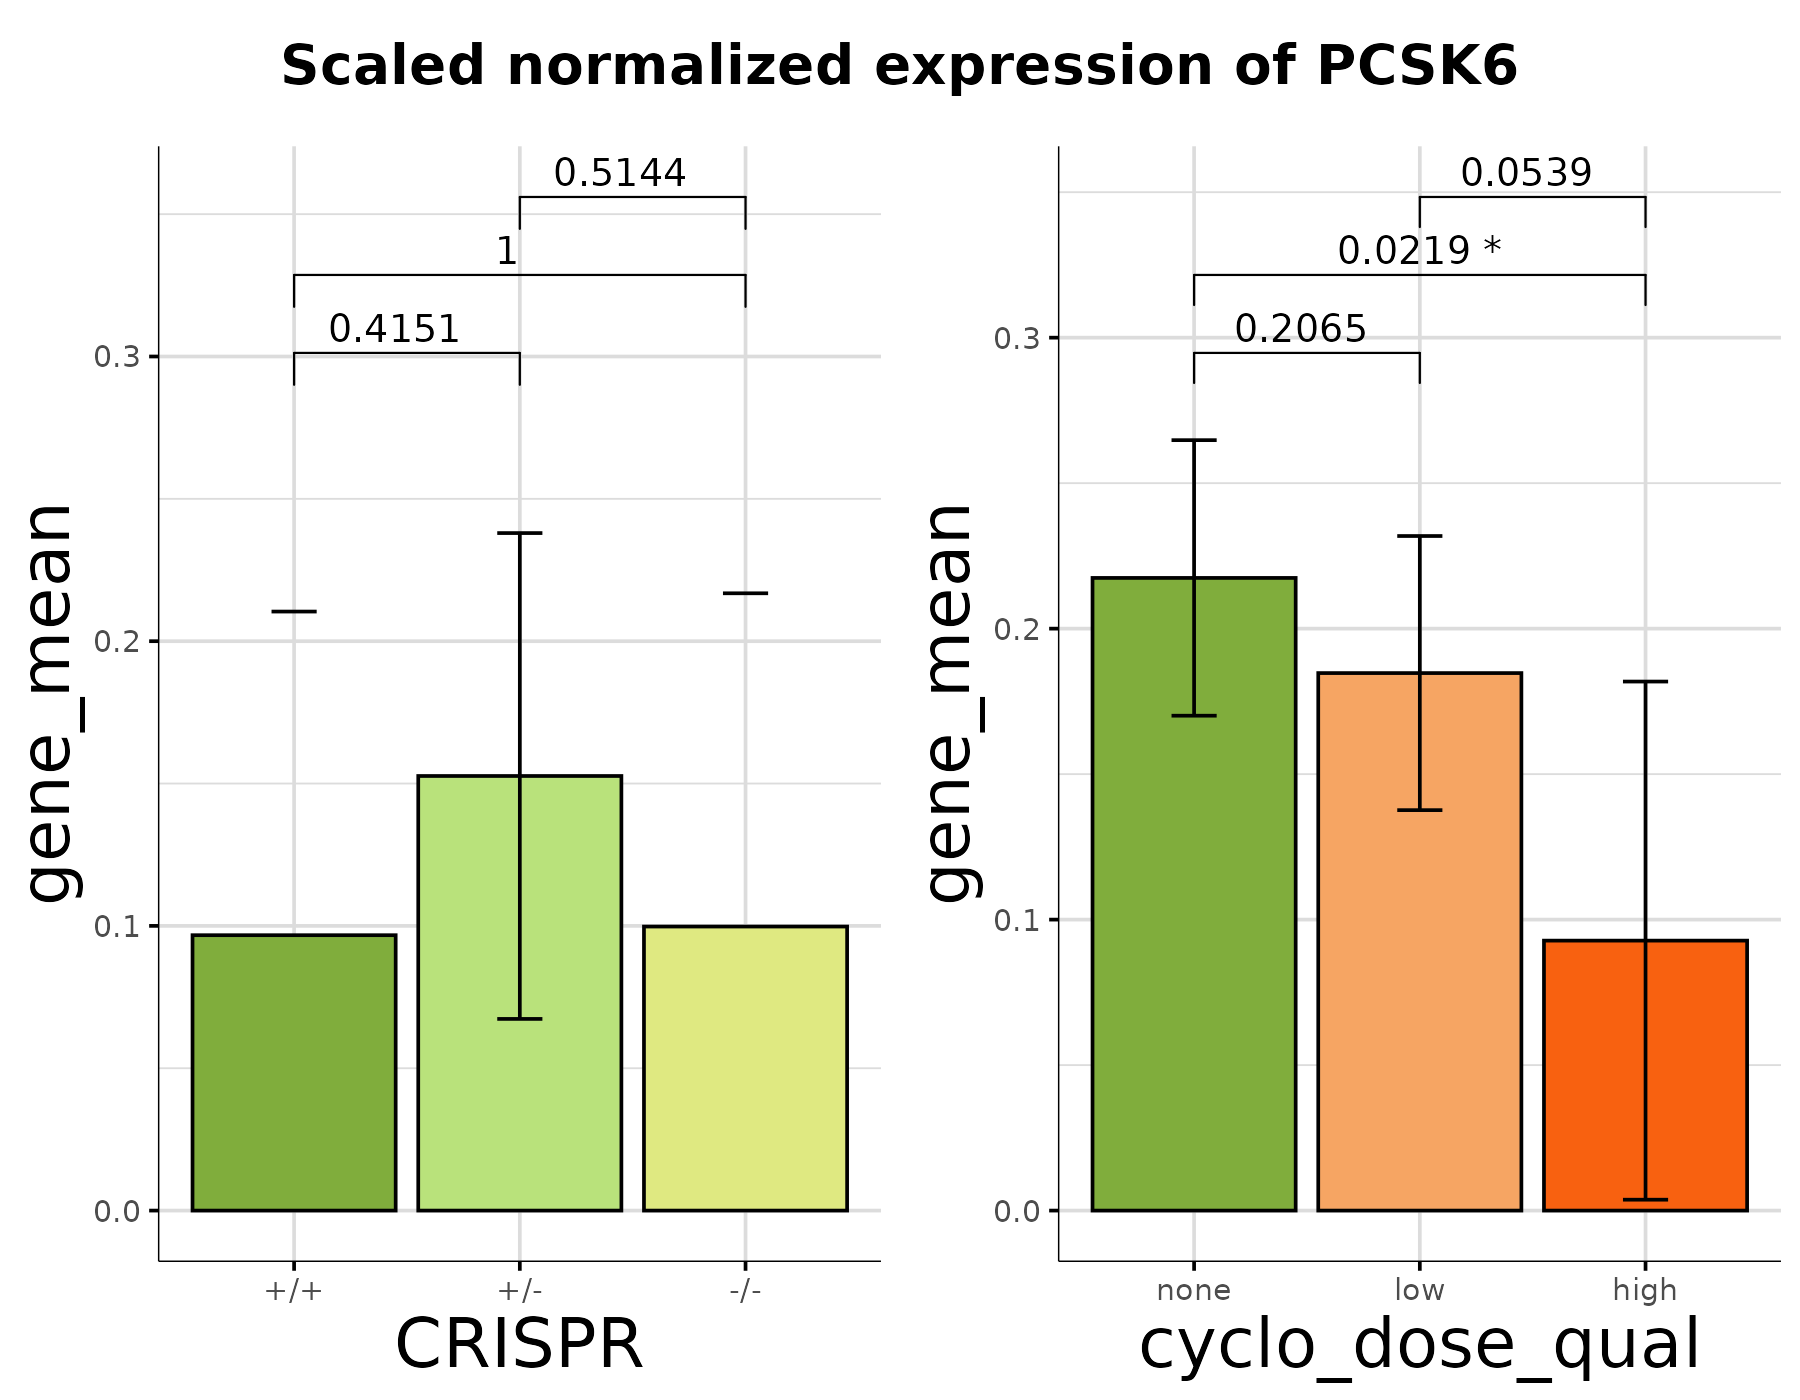 Scaled normalized expression of PCSK6
gene_mean
0.3
0.2
0.1
0.0
0.5144
1
0.4151
+/+
+/-
-/-
CRISPR
gene_mean
0.3
0.2
0.1
0.0
0.0539
0.0219 *
0.2065
none
low
high
cyclo_dose_qual